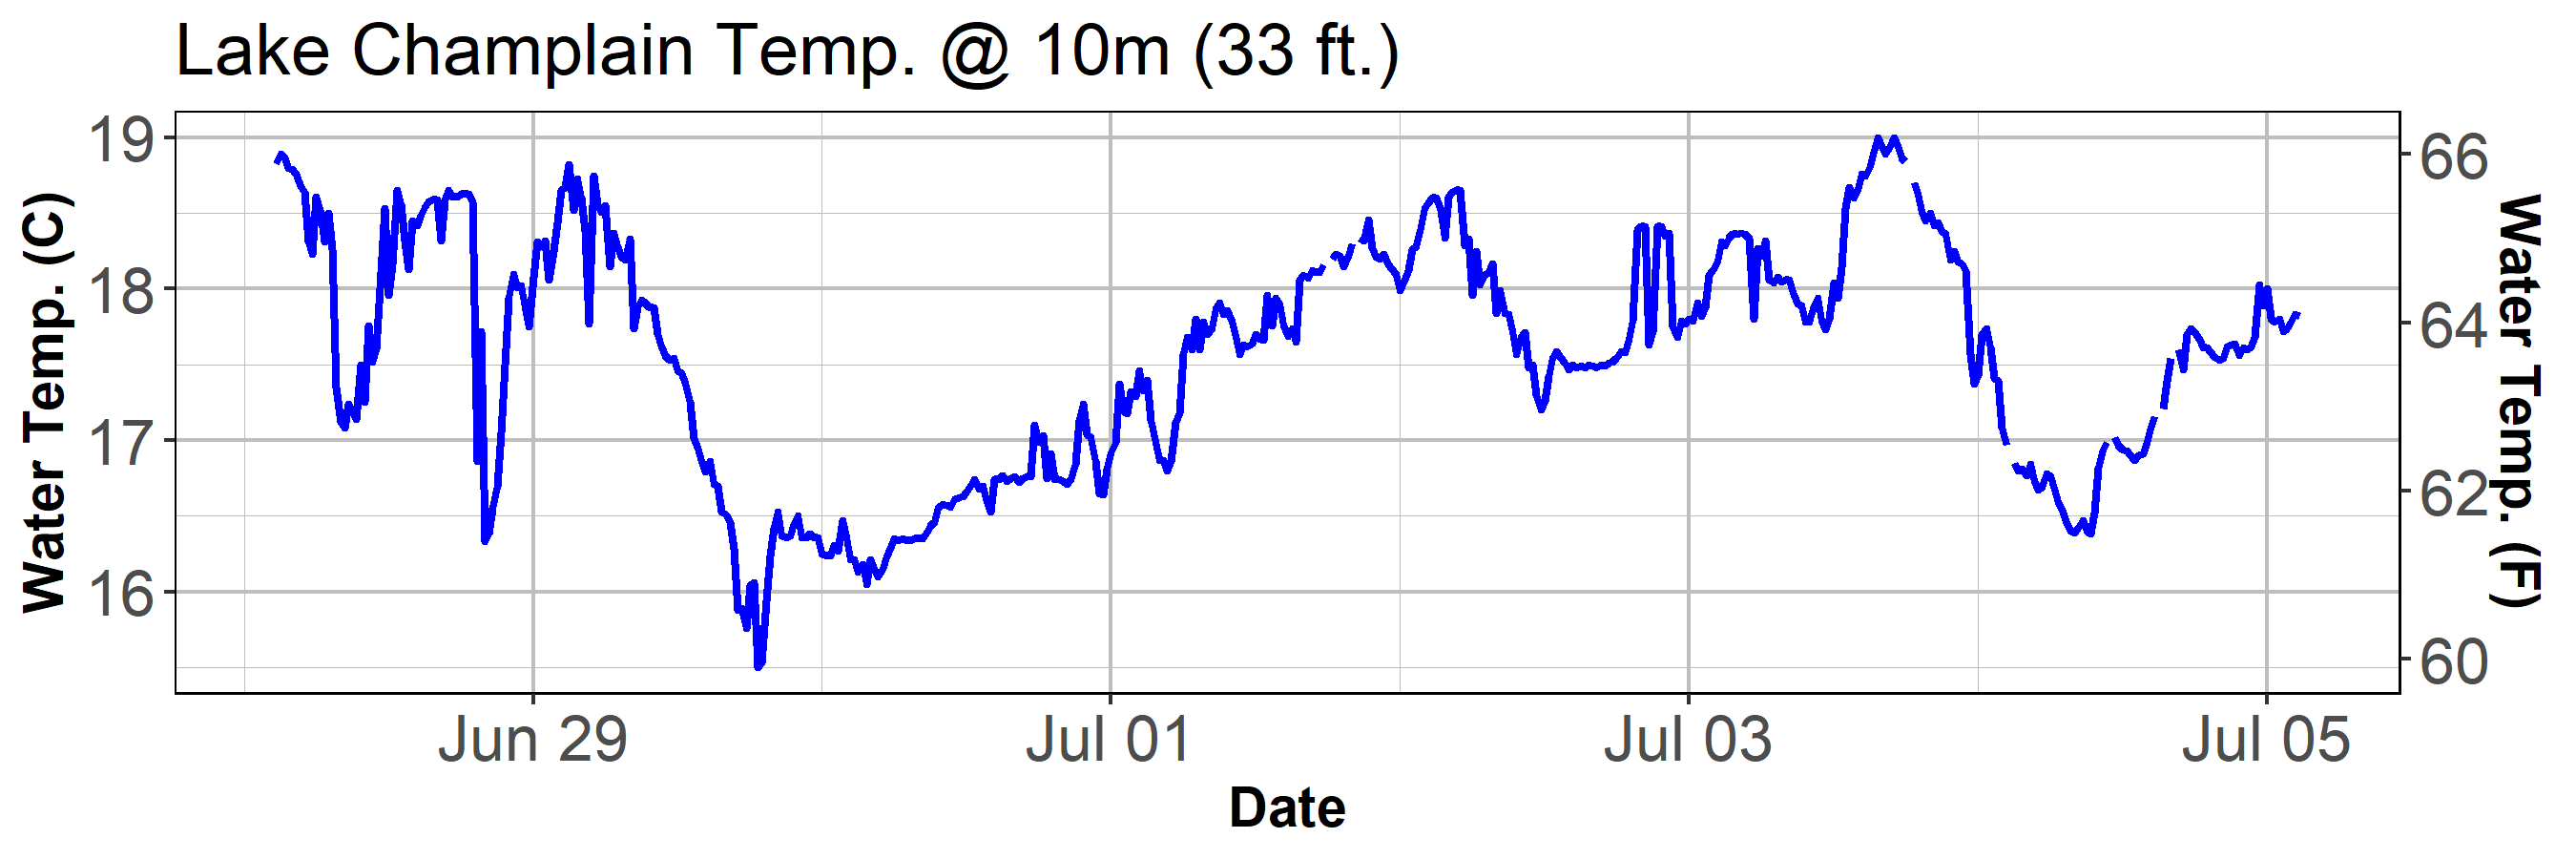 Lake Champlain Temp. @ 10m (33 ft.)
Water Temp. (C)
19
18
17
16
66
64
62
60
Water Temp. (F)
Jun 29
Jul 01
Jul 03
Jul 05
Date